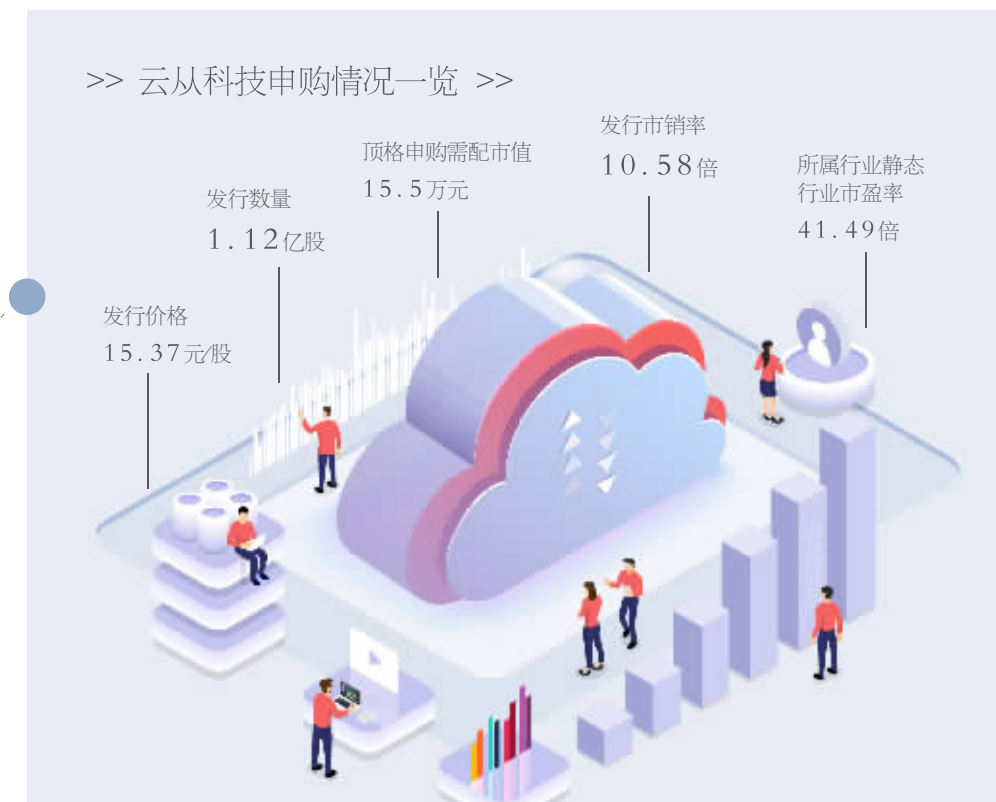 >> 云从科技申购情况一览 >>
发行市销率
10.58倍
顶格申购需配市值
15.5万元
所属行业静态
行业市盈率
41.49倍
发行数量
1.12亿股
发行价格
15.37元/股